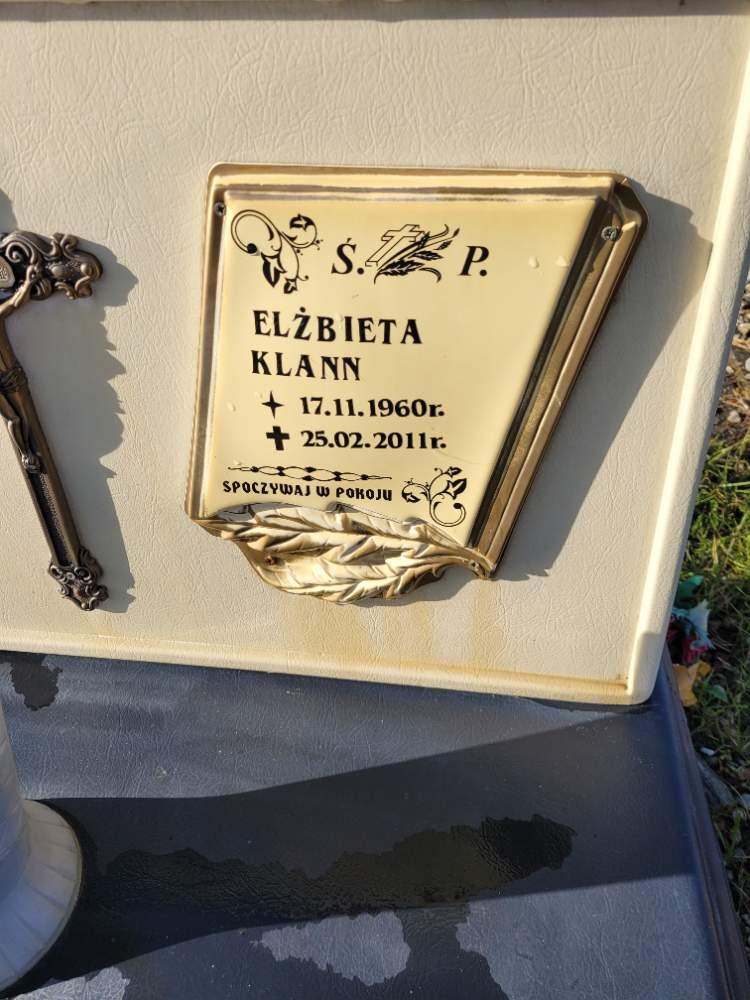 Ś. P.
ELŻBIETA
KLANN
17.11.1960r.
25.02.2011r.
SPOCZYWAJ W POKOJU